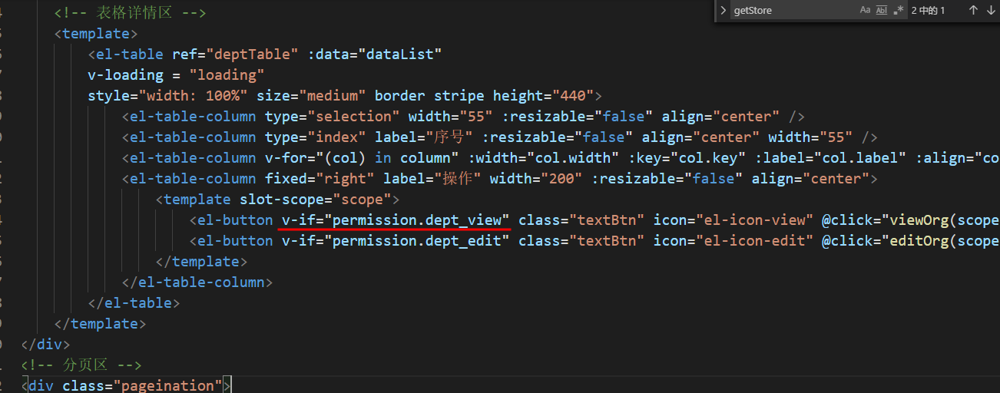 <!-- 表格详情区 -->
getStore Aa Abl .* 2 中的 1
<template>
<el-table ref="deptTable" :data="dataList"
v-loading = "loading"
style="width: 100%" size="medium" border stripe height="440">
<el-table-column type="selection" width="55" :resizable="false" align="center" />
<el-table-column type="index" label="序号" :resizable="false" align="center" width="55" />
<el-table-column v-for="(col) in column" :width="col.width" :key="col.key" :label="col.label" :align="co
<el-table-column fixed="right" label="操作" width="200" :resizable="false" align="center">
<template slot-scope="scope">
<el-button v-if="permission.dept_view" class="textBtn" icon="el-icon-view" @click="viewOrg(scope
<el-button v-if="permission.dept_edit" class="textBtn" icon="el-icon-edit" @click="editOrg(scope
</template>
</el-table-column>
</el-table>
</template>
</div>
<!-- 分页区 -->
<div class="pageination">